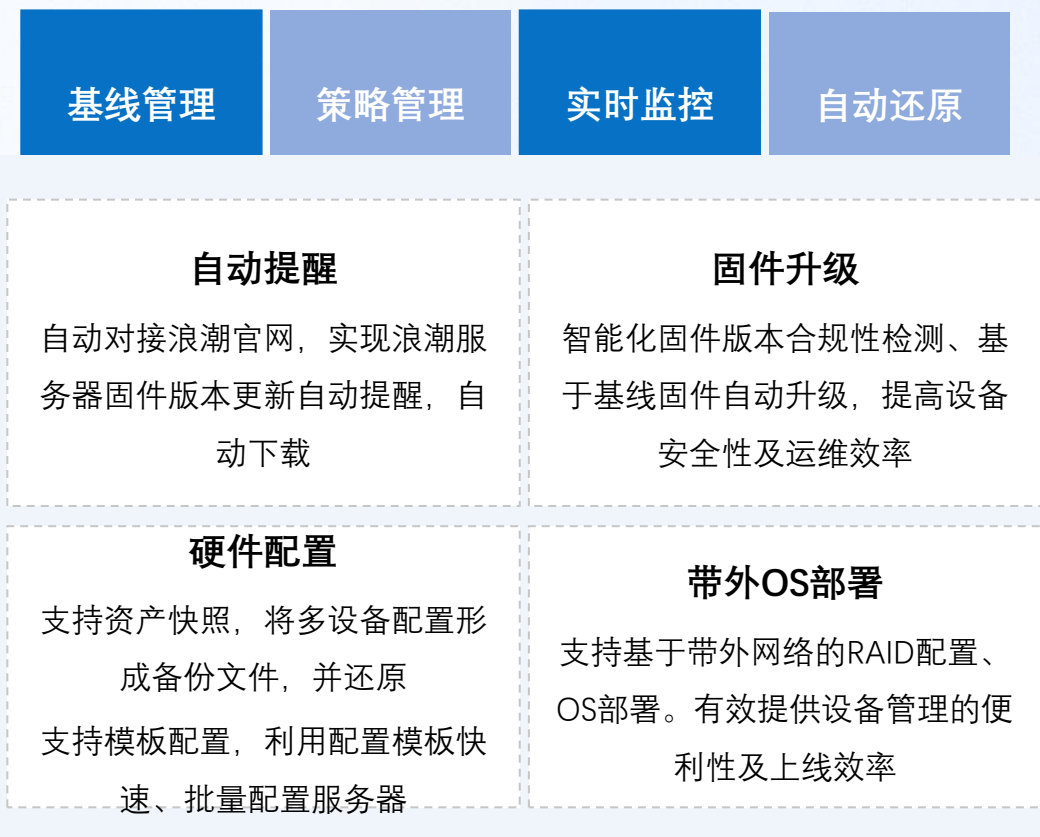 基线管理
策略管理
实时监控
自动还原
自动提醒
自动对接浪潮官网，实现浪潮服
务器固件版本更新自动提醒，自
动下载
固件升级
智能化固件版本合规性检测、基
于基线固件自动升级，提高设备
安全性及运维效率
硬件配置
支持资产快照，将多设备配置形
成备份文件，并还原
支持模板配置，利用配置模板快
速、批量配置服务器
带外OS部署
支持基于带外网络的RAID配置、
OS部署。有效提供设备管理的便
利性及上线效率